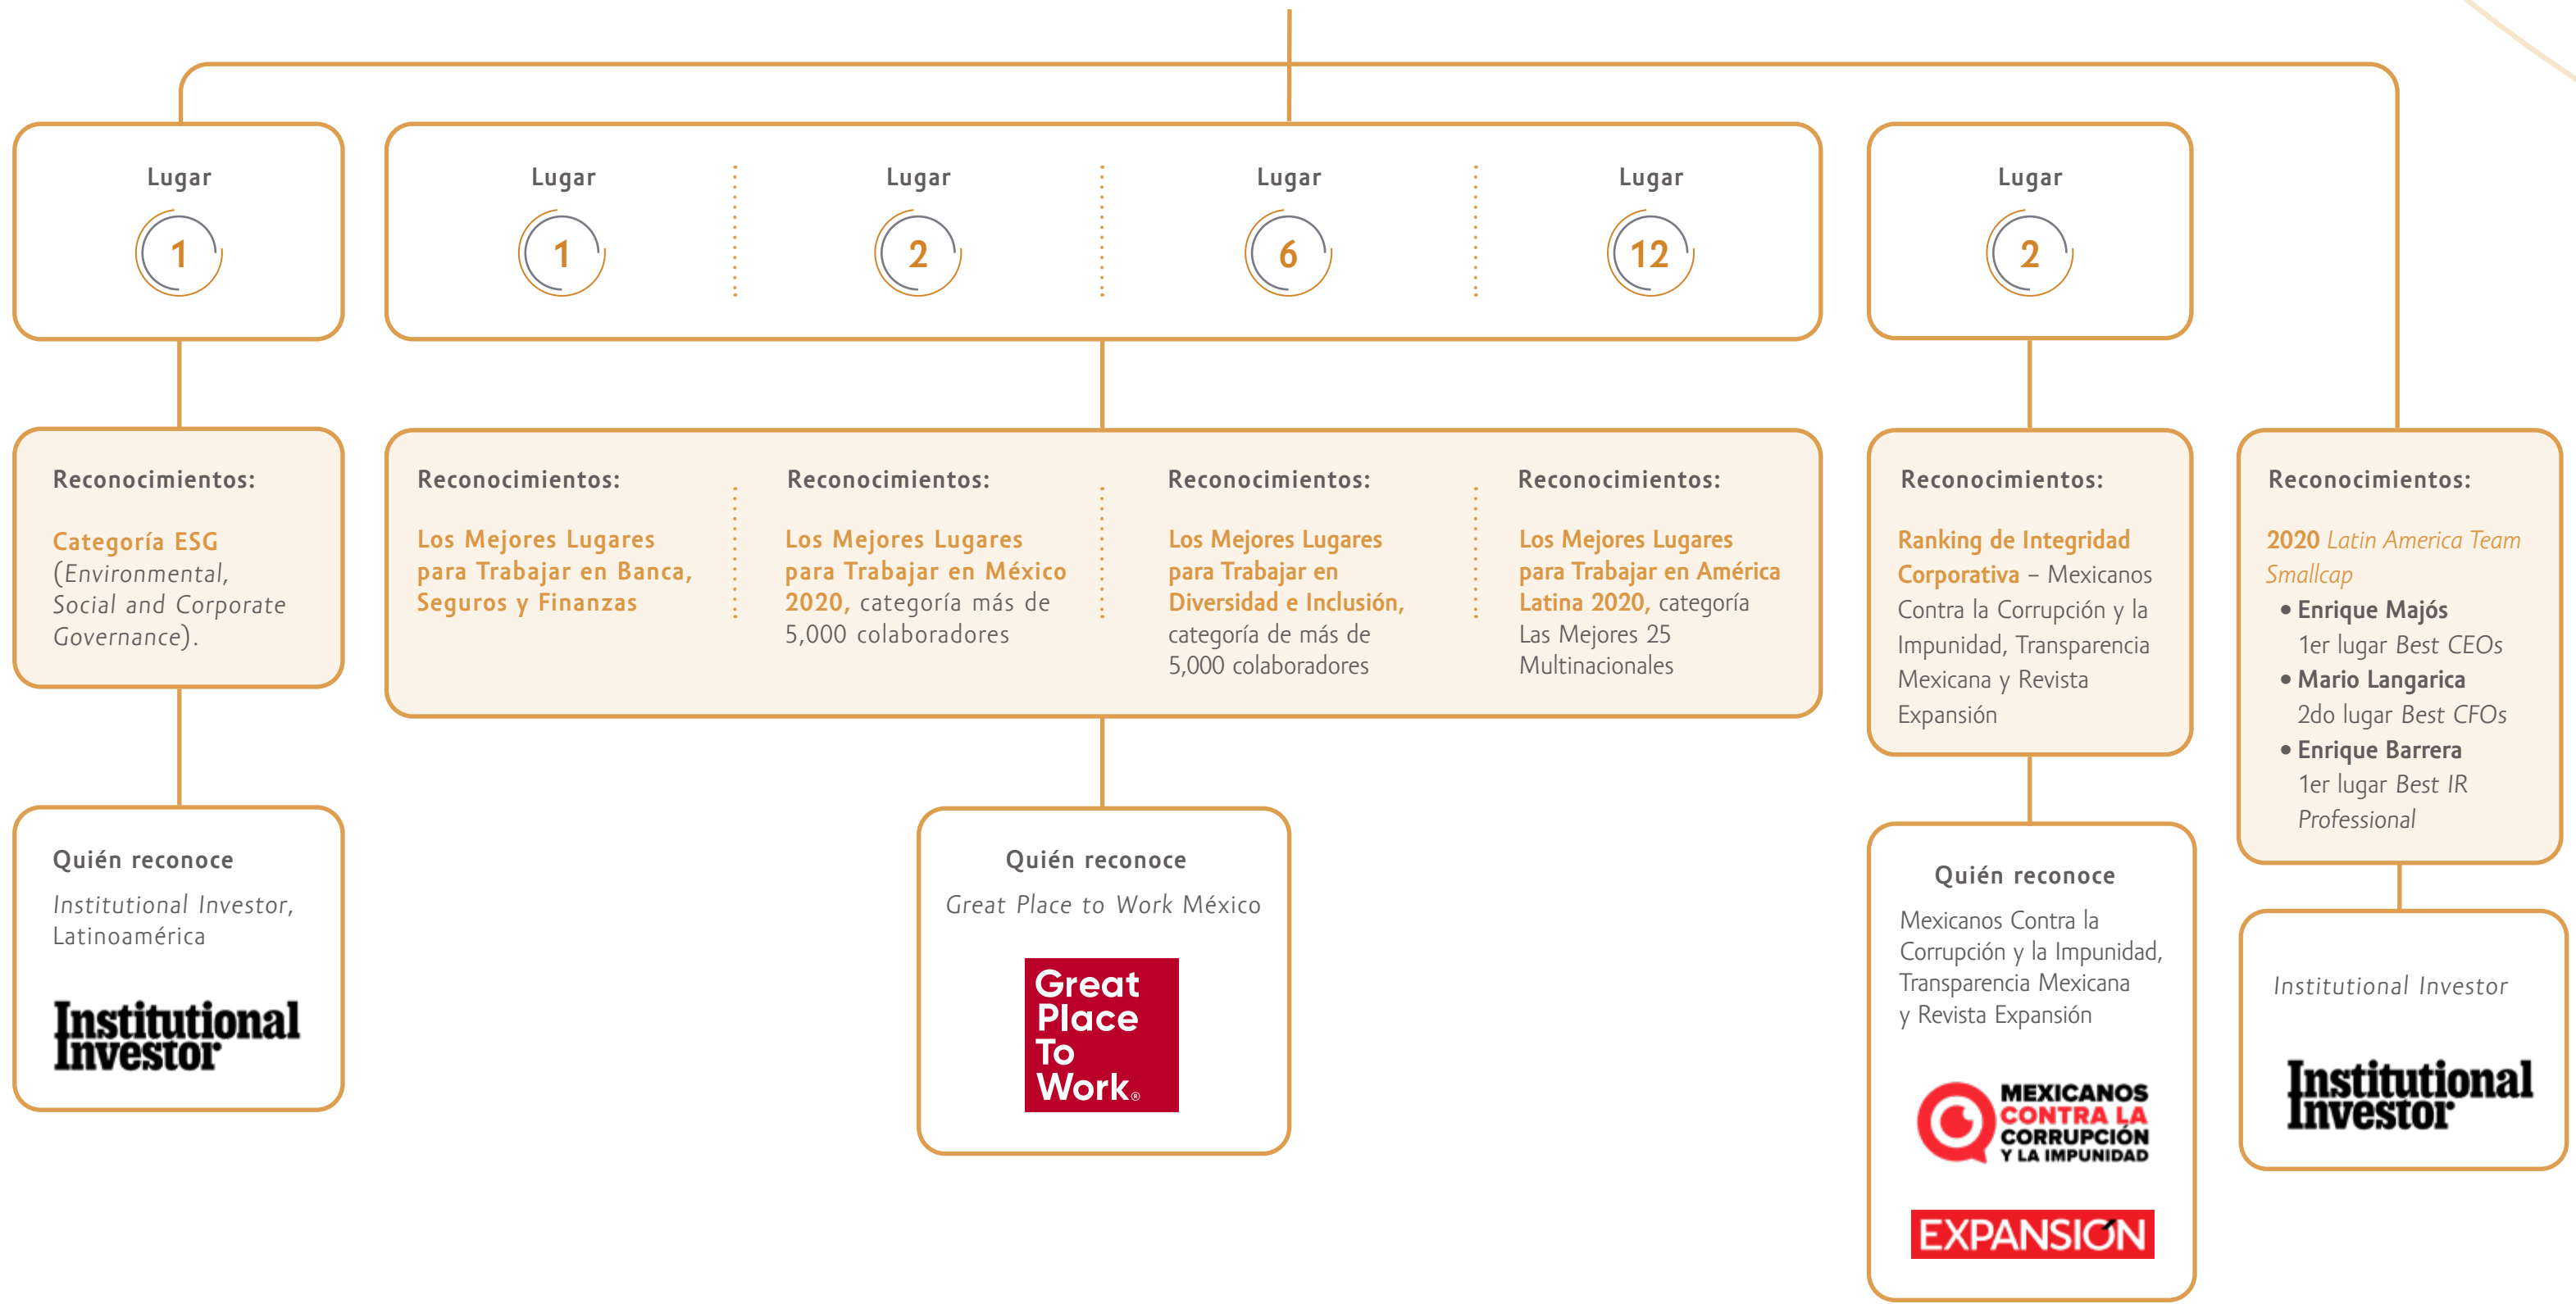 Lugar
1
Lugar
1
Lugar
2
Lugar
6
Lugar
12
Lugar
2
Reconocimientos:
Categoría ESG
(Environmental,
Social and Corporate
Governance).
Reconocimientos:
Los Mejores Lugares
para Trabajar en Banca,
Seguros y Finanzas
Reconocimientos:
Los Mejores Lugares
para Trabajar en México
2020, categoría más de
5,000 colaboradores
Reconocimientos:
Los Mejores Lugares
para Trabajar en
Diversidad e Inclusión,
categoría de más de
5,000 colaboradores
Reconocimientos:
Los Mejores Lugares
para Trabajar en América
Latina 2020, categoría
Las Mejores 25
Multinacionales
Reconocimientos:
Ranking de Integridad
Corporativa – Mexicanos
Contra la Corrupción y la
Impunidad, Transparencia
Mexicana y Revista
Expansión
Reconocimientos:
2020 Latin America Team
Smallcap
• Enrique Majós
1er lugar Best CEOs
• Mario Langarica
2do lugar Best CFOs
• Enrique Barrera
1er lugar Best IR
Professional
Quién reconoce
Institutional Investor,
Latinoamérica
Institutional
Investor
Quién reconoce
Great Place to Work México
Great
Place
To
Work®
Quién reconoce
Mexicanos Contra la
Corrupción y la Impunidad,
Transparencia Mexicana
y Revista Expansión
MEXICANOS
CONTRA LA
CORRUPCIÓN
Y LA IMPUNIDAD
EXPANSIÓN
Institutional Investor
Institutional
Investor